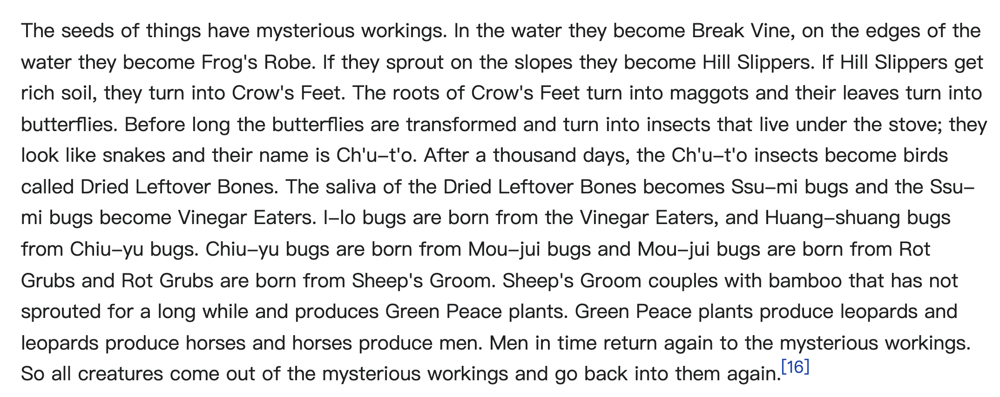 The seeds of things have mysterious workings. In the water they become Break Vine, on the edges of the
water they become Frog's Robe. If they sprout on the slopes they become Hill Slippers. If Hill Slippers get
rich soil, they turn into Crow's Feet. The roots of Crow's Feet turn into maggots and their leaves turn into
butterflies. Before long the butterflies are transformed and turn into insects that live under the stove; they
look like snakes and their name is Ch'u–t'o. After a thousand days, the Ch'u–t'o insects become birds
called Dried Leftover Bones. The saliva of the Dried Leftover Bones becomes Ssu–mi bugs and the Ssu–
mi bugs become Vinegar Eaters. I–lo bugs are born from the Vinegar Eaters, and Huang–shuang bugs
from Chiu–yu bugs. Chiu–yu bugs are born from Mou–jui bugs and Mou–jui bugs are born from Rot
Grubs and Rot Grubs are born from Sheep's Groom. Sheep's Groom couples with bamboo that has not
sprouted for a long while and produces Green Peace plants. Green Peace plants produce leopards and
leopards produce horses and horses produce men. Men in time return again to the mysterious workings.
So all creatures come out of the mysterious workings and go back into them again.[16]